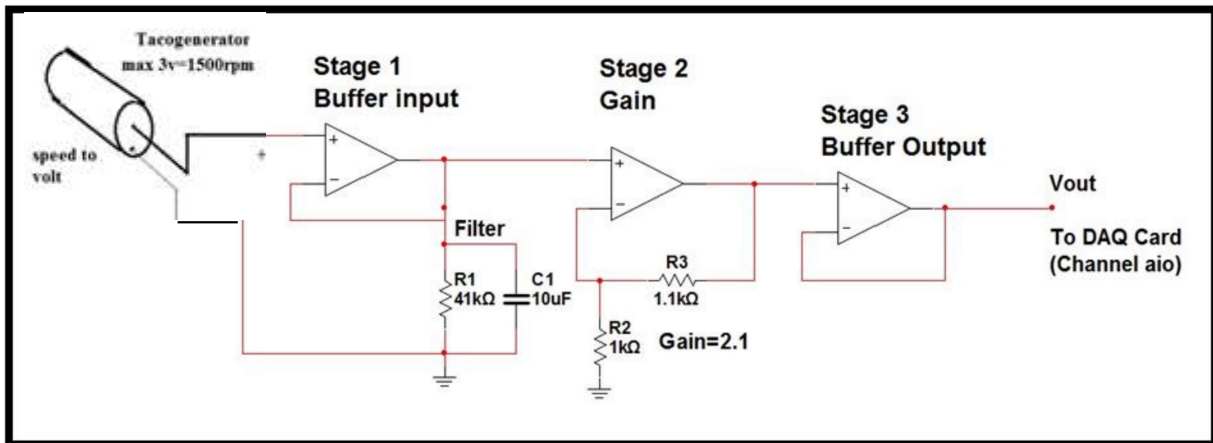 Tacogenerator
max 3v=1500rpm
speed to
volt
+
Stage 1
Buffer input
+
−
Filter
R1
41kΩ
C1
10uF
Stage 2
Gain
+
−
R3
1.1kΩ
R2
1kΩ
Gain=2.1
Stage 3
Buffer Output
+
−
Vout
To DAQ Card
(Channel aio)